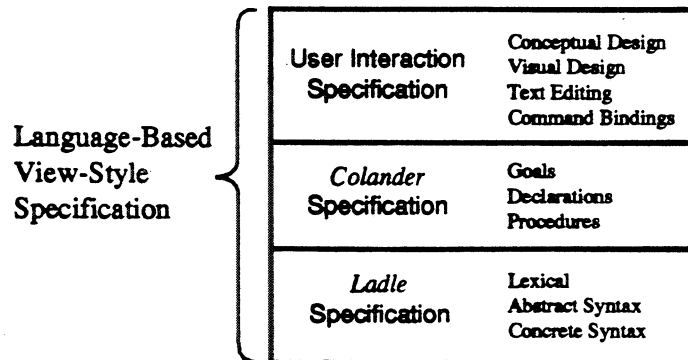 Language-Based
View-Style
Specification
User Interaction
Specification
Conceptual Design
Visual Design
Text Editing
Command Bindings
Colander
Specification
Goals
Declarations
Procedures
Ladle
Specification
Lexical
Abstract Syntax
Concrete Syntax